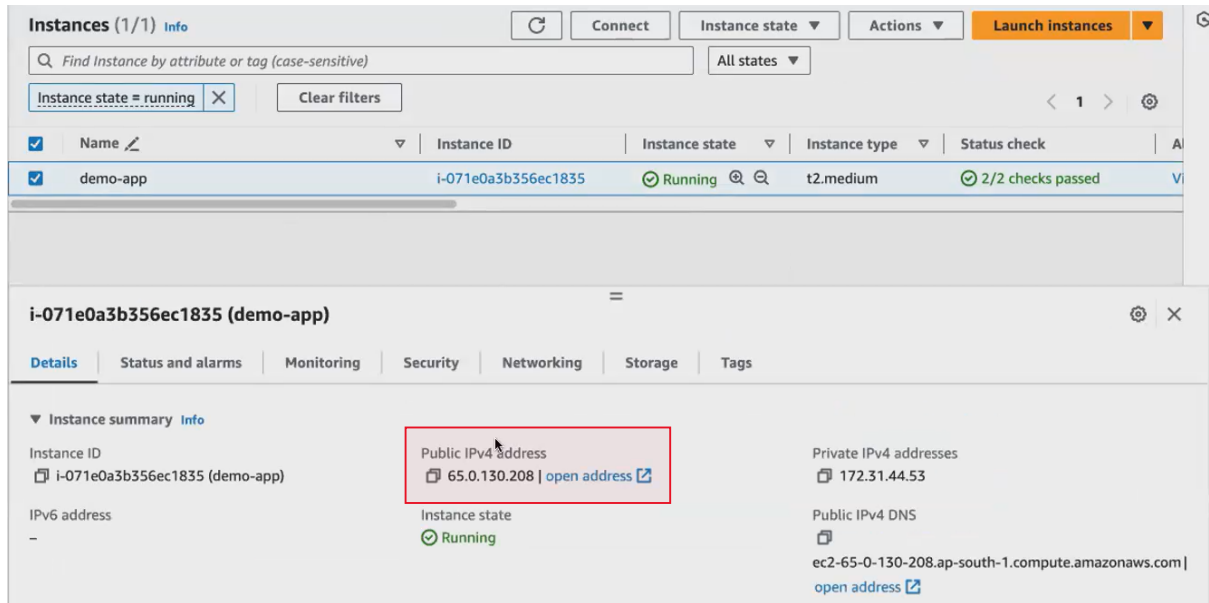 Instances (1/1) Info
Connect
Instance state
Actions
Launch instances
Find Instance by attribute or tag (case-sensitive)
All states
Instance state = running
Clear filters
1
Name
Instance ID
Instance state
Instance type
Status check
demo-app
i-071e0a3b356ec1835
Running
t2.medium
2/2 checks passed
i-071e0a3b356ec1835 (demo-app)
Details
Status and alarms
Monitoring
Security
Networking
Storage
Tags
Instance summary Info
Instance ID
i-071e0a3b356ec1835 (demo-app)
Public IPv4 address
65.0.130.208 | open address
Private IPv4 addresses
172.31.44.53
IPv6 address
–
Instance state
Running
Public IPv4 DNS
ec2-65-0-130-208.ap-south-1.compute.amazonaws.com |
open address